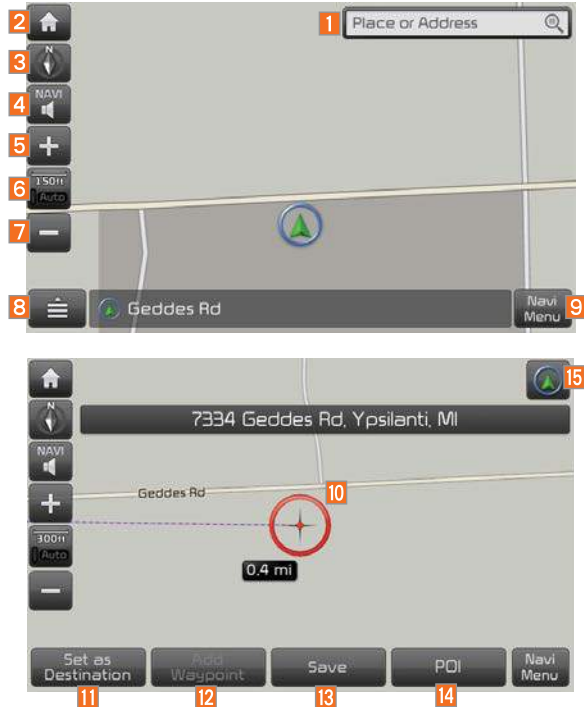 1 Place or Address
2
3 N
4 NAVI
5
6 150ft
Auto
7
8 Geddes Rd
Navi
Menu 9
15
7334 Geddes Rd, Ypsilanti, MI
N
NAVI
10
Geddes Rd
300ft
Auto
0.4 mi
Set as
Destination
Add
Waypoint
Save
POI
Navi
Menu
11 12 13 14